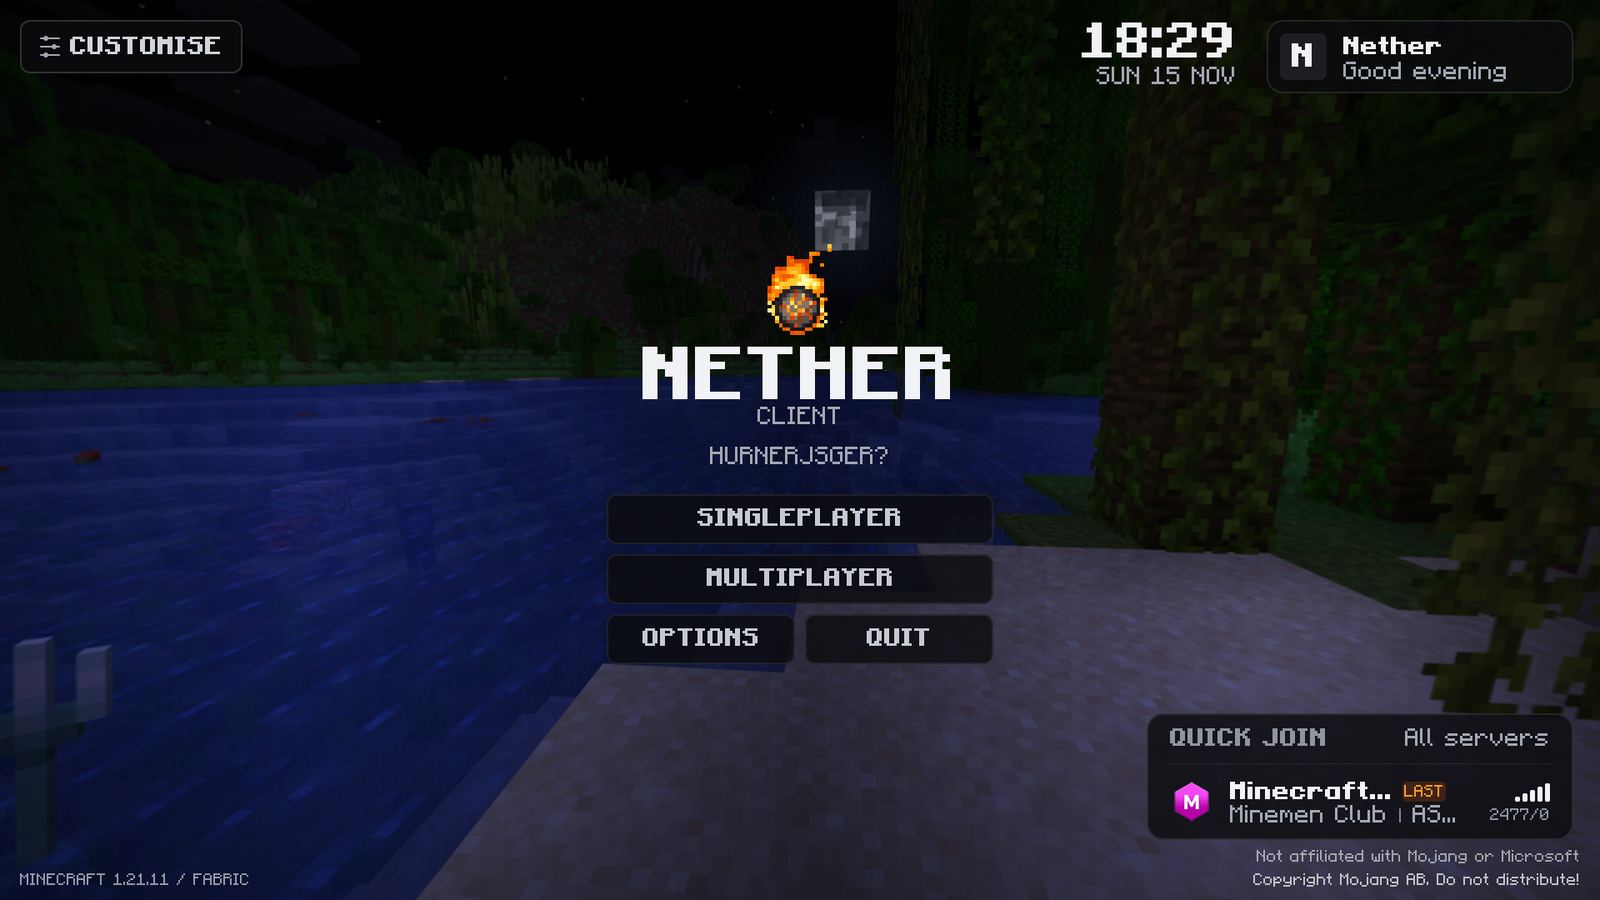 CUSTOMISE
18:29
SUN 15 NOV
N
Nether
Good evening
NETHER
CLIENT
HURNERJSGER?
SINGLEPLAYER
MULTIPLAYER
OPTIONS
QUIT
QUICK JOIN
All servers
M
Minecraft...
LAST
Minemen Club | AS...
2477/0
Not affiliated with Mojang or Microsoft
MINECRAFT 1.21.11 / FABRIC
Copyright Mojang AB. Do not distribute!